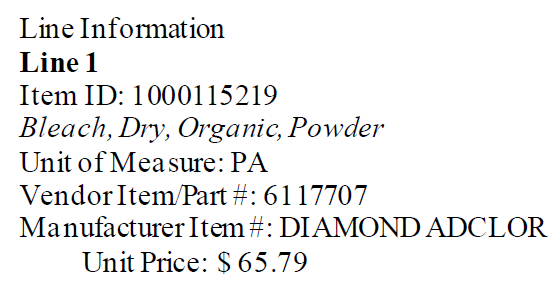 Line Information
Line 1
Item ID: 1000115219
Bleach, Dry, Organic, Powder
Unit of Measure: PA
Vendor Item/Part #: 6117707
Manufacturer Item #: DIAMOND ADCLOR
Unit Price: $ 65.79